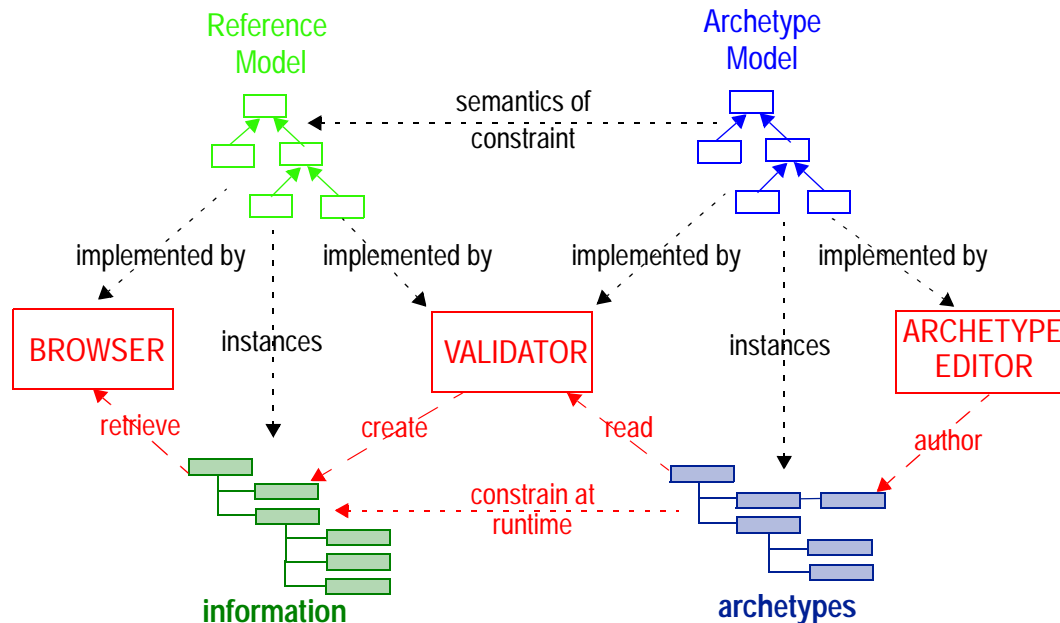 Reference
Model
Archetype
Model
semantics of
constraint
implemented by
implemented by
implemented by
implemented by
BROWSER
instances
VALIDATOR
instances
ARCHETYPE
EDITOR
retrieve
create
read
author
constrain at
runtime
information
archetypes